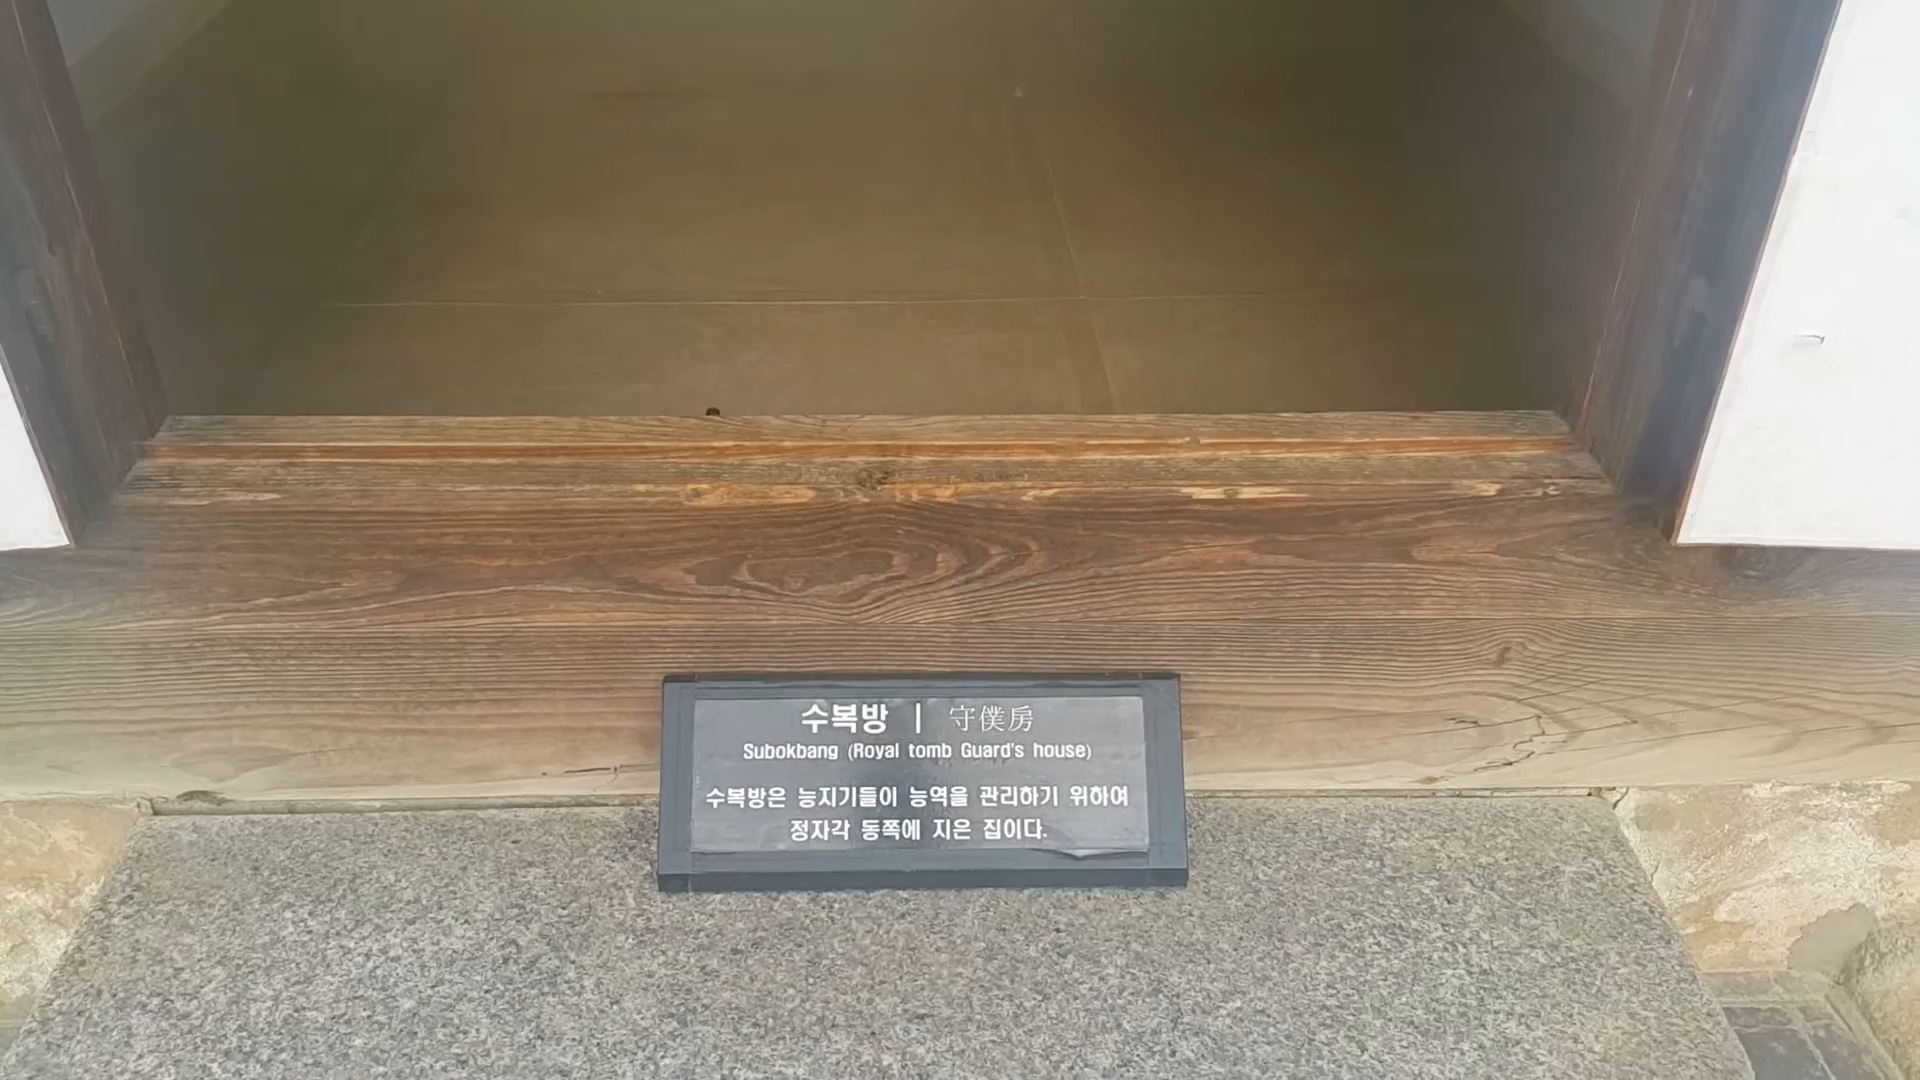 수복방 | 守僕房
Subokbang (Royal tomb Guard's house)
수복방은 능지기들이 능역을 관리하기 위하여
정자각 동쪽에 지은 집이다.